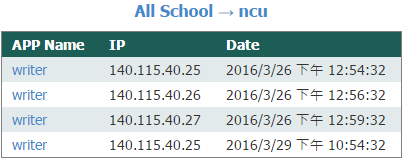 All School → ncu
APP Name IP Date
writer 140.115.40.25 2016/3/26 下午 12:54:32
writer 140.115.40.26 2016/3/26 下午 12:56:32
writer 140.115.40.27 2016/3/26 下午 12:59:32
writer 140.115.40.25 2016/3/29 下午 10:54:32